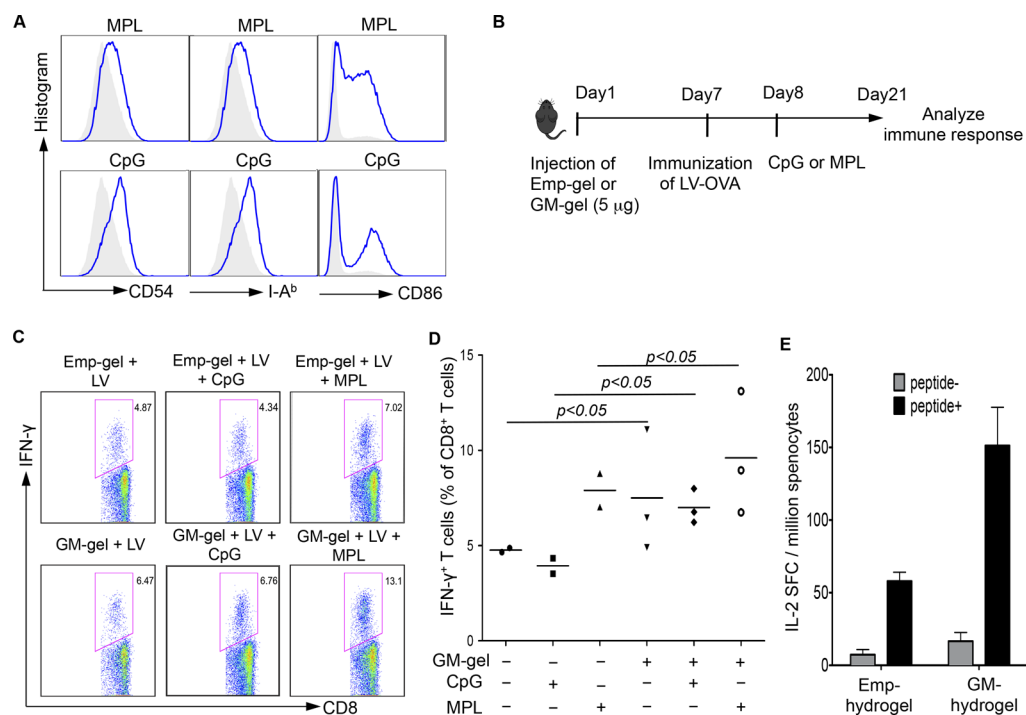 A
MPL
MPL
MPL
Histogram
CpG
CpG
CpG
CD54
I-Aᵇ
CD86
B
Day1
Day7
Day8
Day21
Analyze
immune response
Injection of
Emp-gel or
GM-gel (5 μg)
Immunization
of LV-OVA
CpG or MPL
C
Emp-gel +
LV
Emp-gel + LV
+ CpG
Emp-gel + LV
+ MPL
4.87
4.34
7.02
IFN-γ
GM-gel + LV
GM-gel + LV +
CpG
GM-gel + LV +
MPL
6.47
6.76
13.1
CD8
D
IFN-γ⁺ T cells (% of CD8⁺ T cells)
15
10
5
0
p<0.05
p<0.05
p<0.05
GM-gel − − − + + +
CpG − + − − + −
MPL − − + − − +
E
IL-2 SFC / million spenocytes
200
150
100
50
0
peptide-
peptide+
Emp-
hydrogel
GM-
hydrogel